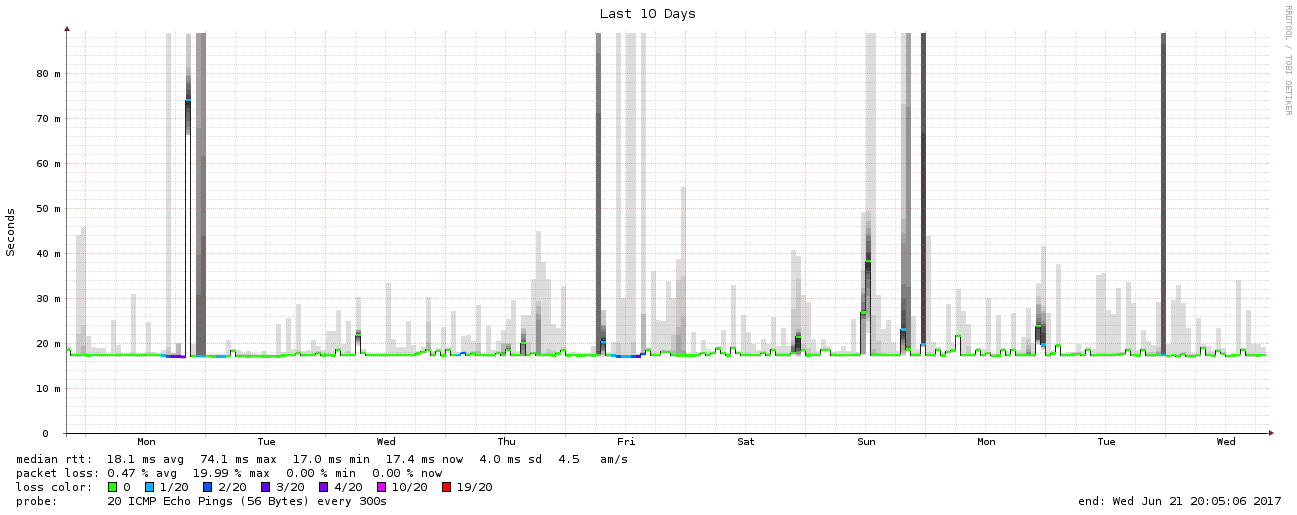 Last 10 Days
RRDTOOL / TOBI OETIKER
Seconds
80 m
70 m
60 m
50 m
40 m
30 m
20 m
10 m
0
Mon Tue Wed Thu Fri Sat Sun Mon Tue Wed
median rtt: 18.1 ms avg 74.1 ms max 17.0 ms min 17.4 ms now 4.0 ms sd 4.5 am/s
packet loss: 0.47 % avg 19.99 % max 0.00 % min 0.00 % now
loss color: 0 1/20 2/20 3/20 4/20 10/20 19/20
probe: 20 ICMP Echo Pings (56 Bytes) every 300s end: Wed Jun 21 20:05:06 2017